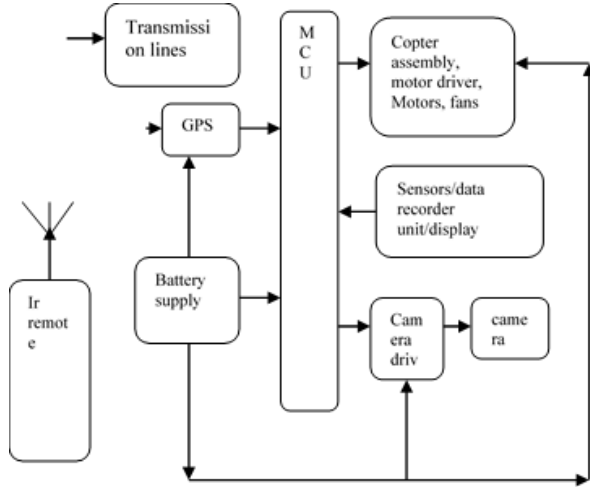 Transmissi
on lines
M
C
U
Copter
assembly,
motor driver,
Motors, fans
GPS
Sensors/data
recorder
unit/display
Battery
supply
Ir
remot
e
Cam
era
driv
came
ra